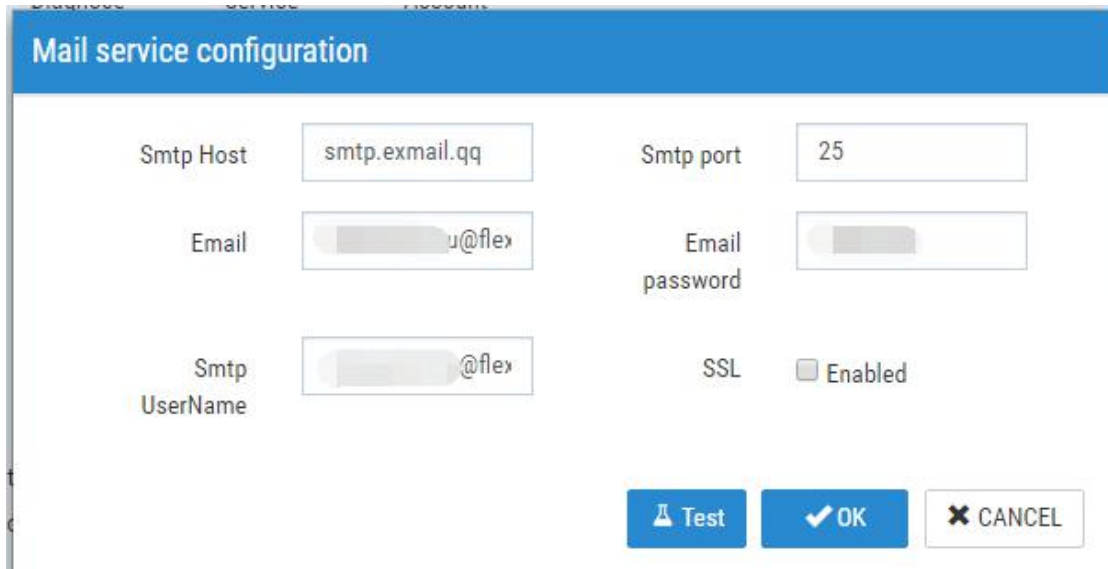 Mail service configuration
Smtp Host smtp.exmail.qq Smtp port 25
Email u@flex Email
password
Smtp
UserName @flex SSL Enabled
Test OK CANCEL